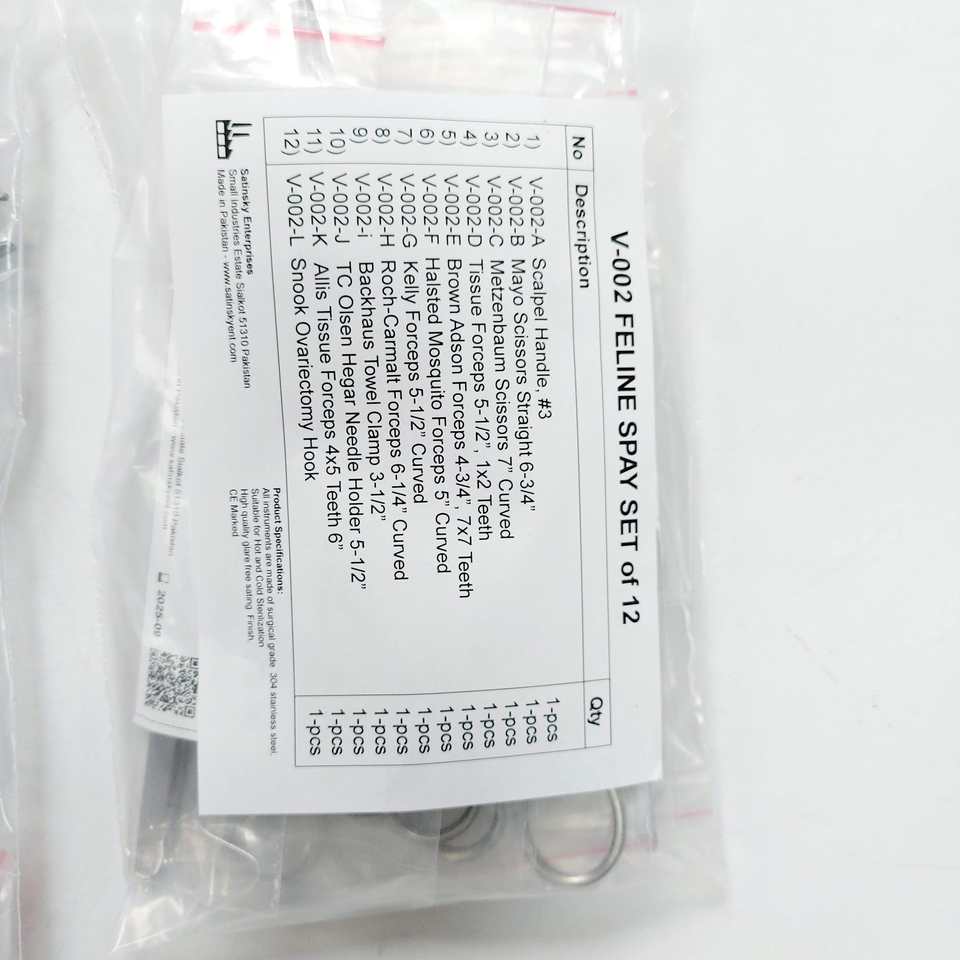 V-002 FELINE SPAY SET of 12
No Description Qty
1) V-002-A Scalpel Handle, #3 1-pcs
2) V-002-B Mayo Scissors Straight 6-3/4" 1-pcs
3) V-002-C Metzenbaum Scissors 7" Curved 1-pcs
4) V-002-D Tissue Forceps 5-1/2", 1x2 Teeth 1-pcs
5) V-002-E Brown Adson Forceps 4-3/4", 7x7 Teeth 1-pcs
6) V-002-F Halsted Mosquito Forceps 5" Curved 1-pcs
7) V-002-G Kelly Forceps 5-1/2" Curved 1-pcs
8) V-002-H Roch-Carmalt Forceps 6-1/4" Curved 1-pcs
9) V-002-i Backhaus Towel Clamp 3-1/2" 1-pcs
10) V-002-J TC Olsen Hegar Needle Holder 5-1/2" 1-pcs
11) V-002-K Allis Tissue Forceps 4x5 Teeth 6" 1-pcs
12) V-002-L Snook Ovariectomy Hook 1-pcs
Satinsky Enterprises
Small Industries Estate Sialkot 51310 Pakistan
Made in Pakistan - www.satinskyent.com
Product Specifications:
All instruments are made of surgical grade 304 stainless steel.
Suitable for Hot and Cold Sterilization
High quality glare free sating Finish.
CE Marked
Sialkot 51310 Pakistan
www.satinskyent.com
2025-09